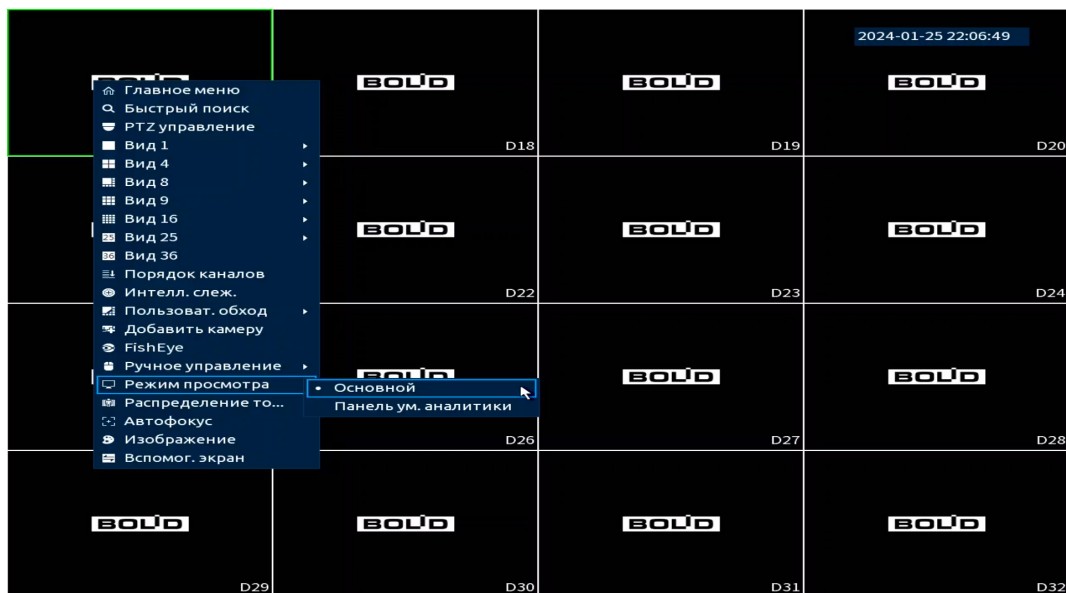 2024-01-25 22:06:49
BOLID
BOLID
BOLID
D18
D19
D20
Главное меню
Быстрый поиск
PTZ управление
Вид 1
Вид 4
Вид 8
Вид 9
Вид 16
25 Вид 25
36 Вид 36
Порядок каналов
Интелл. слеж.
Пользоват. обход
Добавить камеру
FishEye
Ручное управление
Режим просмотра
Распределение то...
Автофокус
Изображение
Вспомог. экран
Основной
Панель ум. аналитики
BOLID
BOLID
BOLID
D22
D23
D24
BOLID
BOLID
BOLID
D26
D27
D28
BOLID
BOLID
BOLID
BOLID
D29
D30
D31
D32